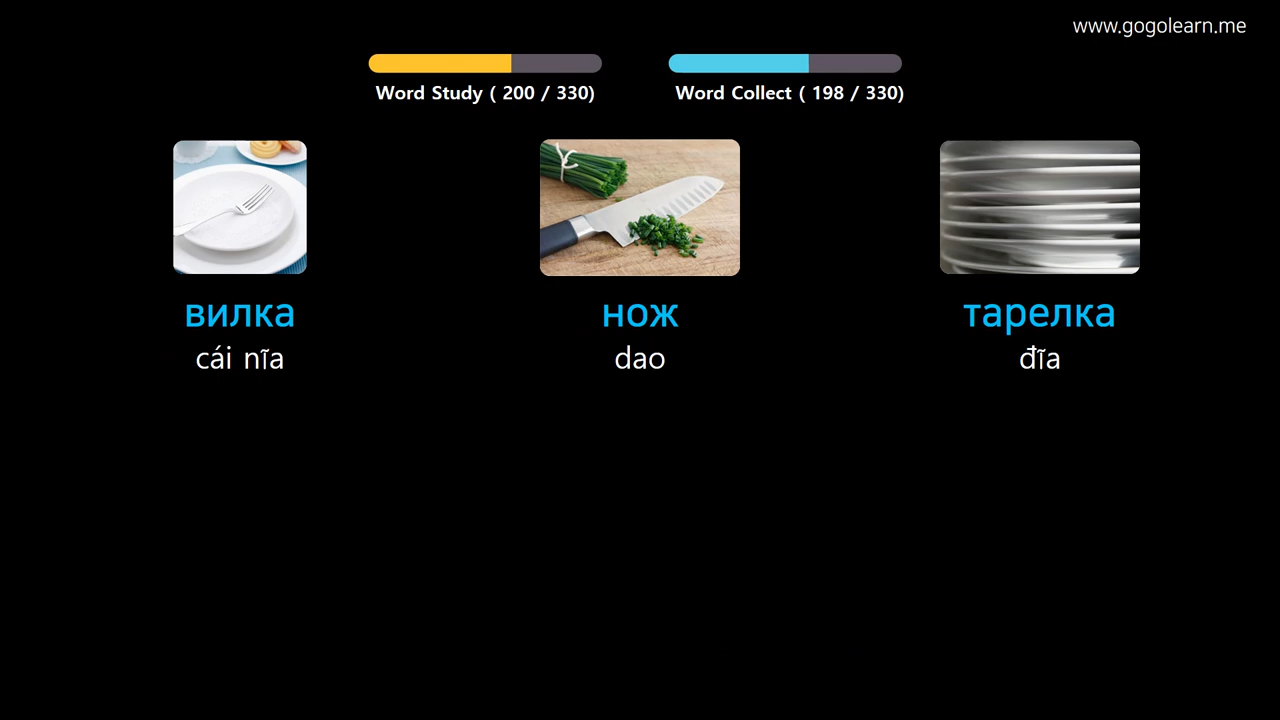 www.gogolearn.me
Word Study ( 200 / 330)
Word Collect ( 198 / 330)
вилка
нож
тарелка
cái nĩa
dao
đĩa